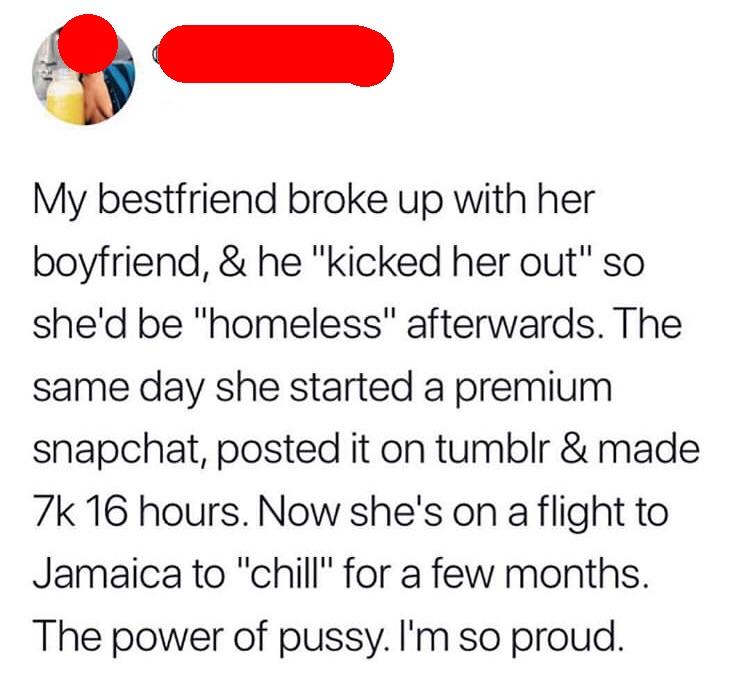 My bestfriend broke up with her
boyfriend, & he "kicked her out" so
she'd be "homeless" afterwards. The
same day she started a premium
snapchat, posted it on tumblr & made
7k 16 hours. Now she's on a flight to
Jamaica to "chill" for a few months.
The power of pussy. I'm so proud.